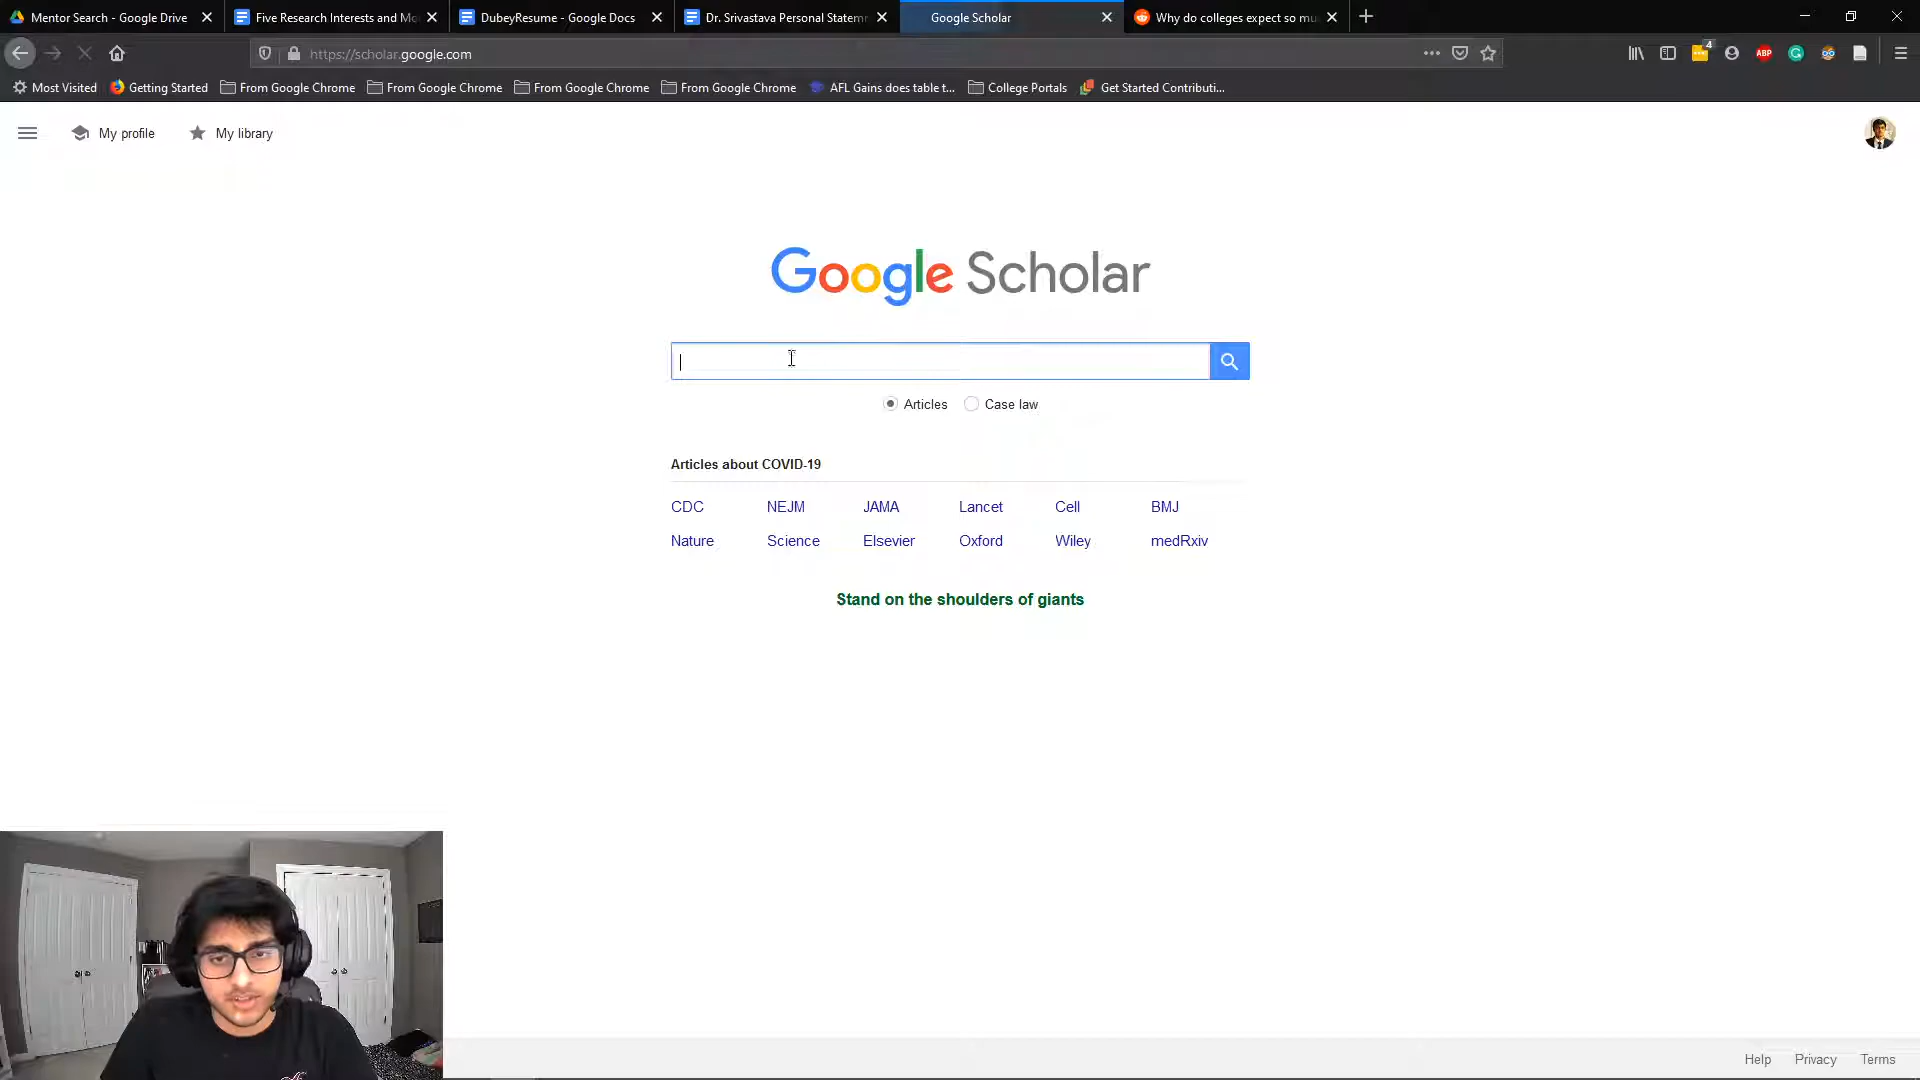 Mentor Search - Google Drive
Five Research Interests and Mo
DubeyResume - Google Docs
Dr. Srivastava Personal Statem
Google Scholar
Why do colleges expect so mu
https://scholar.google.com
4
ABP
Most Visited
Getting Started
From Google Chrome
From Google Chrome
From Google Chrome
From Google Chrome
AFL Gains does table t...
College Portals
Get Started Contributi...
My profile
My library
Google Scholar
Articles
Case law
Articles about COVID-19
CDC NEJM JAMA Lancet Cell BMJ
Nature Science Elsevier Oxford Wiley medRxiv
Stand on the shoulders of giants
Help Privacy Terms